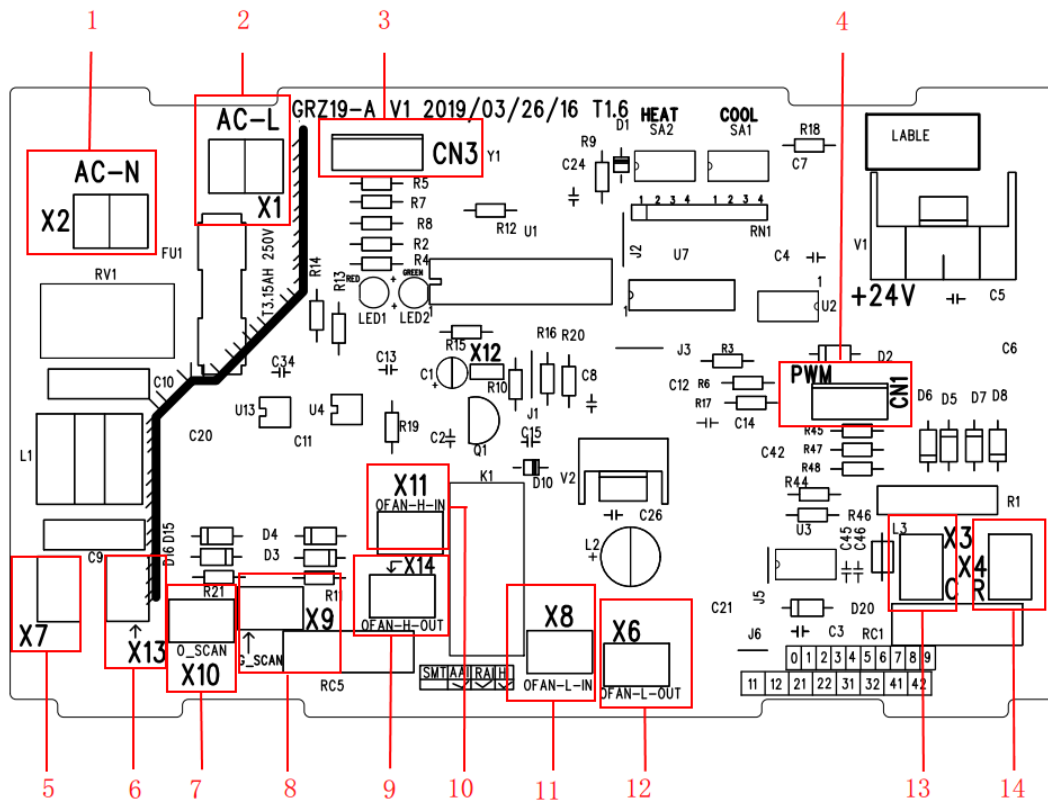 1
2
3
4
GRZ19-A V1 2019/03/26/16 T1.6
AC-L
X1
AC-N
X2
CN3
Y1
HEAT
SA2
COOL
SA1
D1
R9
C24
R18
C7
LABLE
R5
R7
R8
R2
R4
R12
U1
1 2 3 4 1 2 3 4
RN1
J2
U7
C4
V1
FU1
T3.15AH 250V
RV1
R14
R13
RED
GREEN
LED1
LED2
1
1
1
U2
+24V
C5
R15
X12
R16
R20
J3
R3
D2
C6
C34
C13
C1
R10
C8
C12
R6
R17
C14
PWM
CN1
D6
D5
D7
D8
C10
U13
U4
C11
C20
R19
C2
Q1
J1
C15
R45
R47
R48
C42
L1
X11
OFAN-H-IN
K1
D10
V2
C26
R44
R46
R1
D15
D16
D4
D3
C9
L2
U3
C45
C46
L3
X3
X4
C R
R21
X14
OFAN-H-OUT
X7
X13
O_SCAN
X10
X9
G_SCAN
RC5
X8
OFAN-L-IN
X6
OFAN-L-OUT
C21
J5
D20
C3
RC1
J6
SMT
0 1 2 3 4 5 6 7 8 9
11 12 21 22 31 32 41 42
5
6
7
8
9
10
11
12
13
14